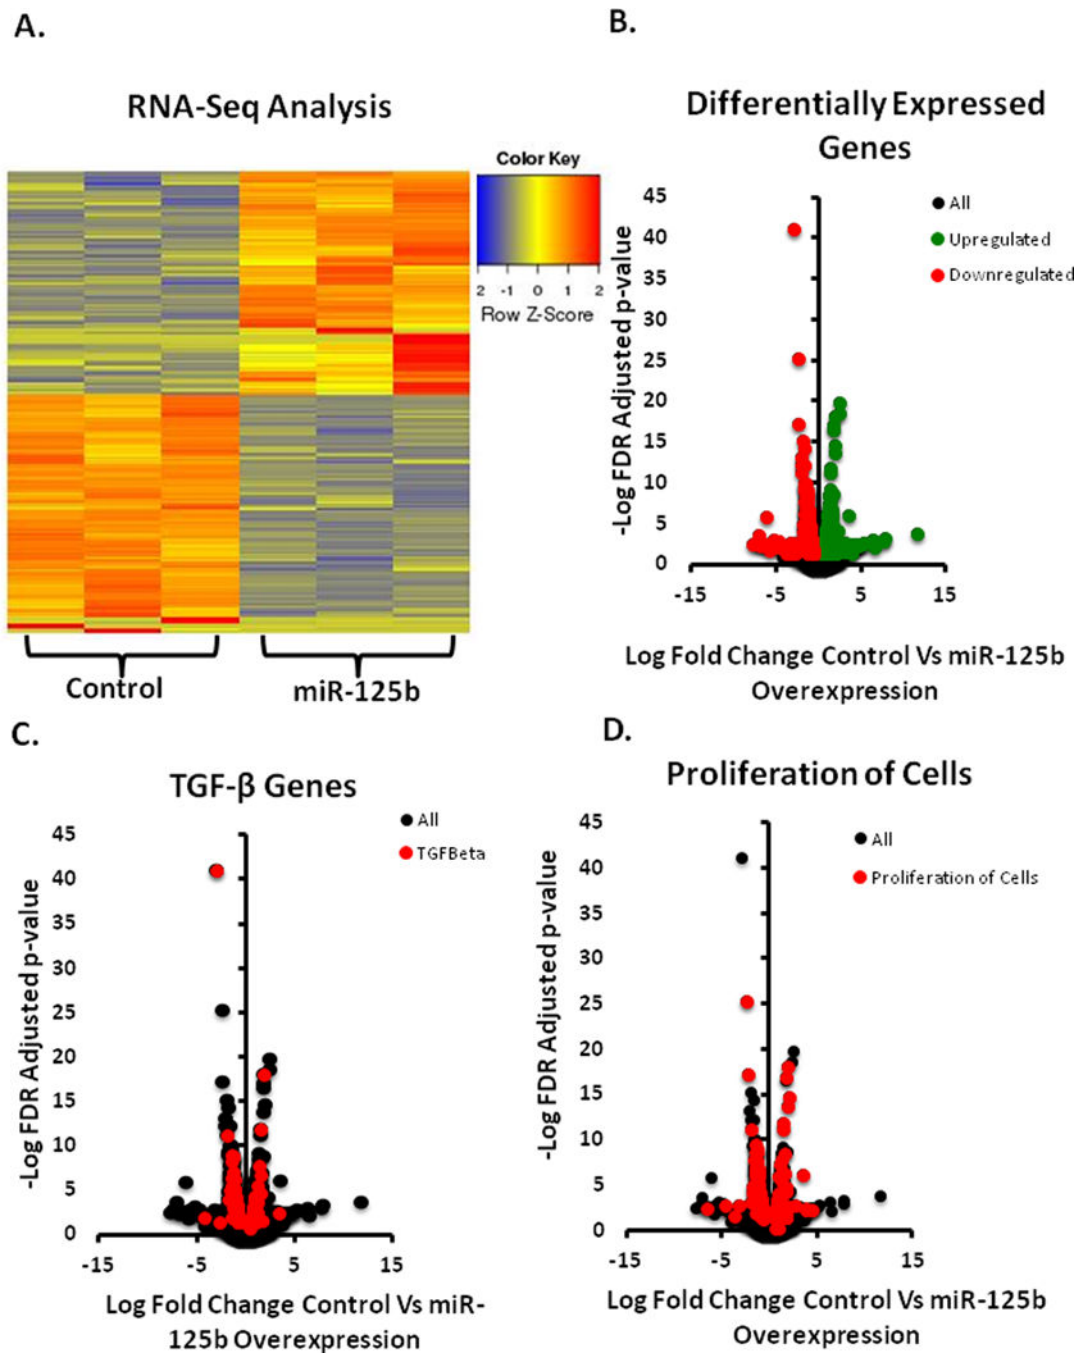 A.
RNA-Seq Analysis
Color Key
2 -1 0 1 2
Row Z-Score
Control
miR-125b
B.
Differentially Expressed
Genes
All
Upregulated
Downregulated
-Log FDR Adjusted p-value
45
40
35
30
25
20
15
10
5
0
-15 -5 5 15
Log Fold Change Control Vs miR-125b
Overexpression
C.
TGF-β Genes
All
TGFBeta
-Log FDR Adjusted p-value
45
40
35
30
25
20
15
10
5
0
-15 -5 5 15
Log Fold Change Control Vs miR-
125b Overexpression
D.
Proliferation of Cells
All
Proliferation of Cells
-Log FDR Adjusted p-value
45
40
35
30
25
20
15
10
5
0
-15 -5 5 15
Log Fold Change Control Vs miR-125b
Overexpression